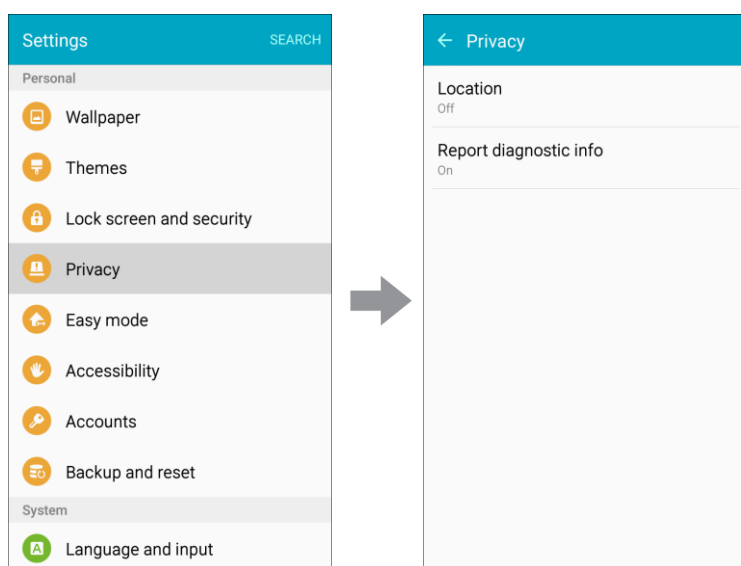 Settings
SEARCH
Personal
Wallpaper
Themes
Lock screen and security
Privacy
Easy mode
Accessibility
Accounts
Backup and reset
System
A
Language and input
Privacy
Location
Off
Report diagnostic info
On